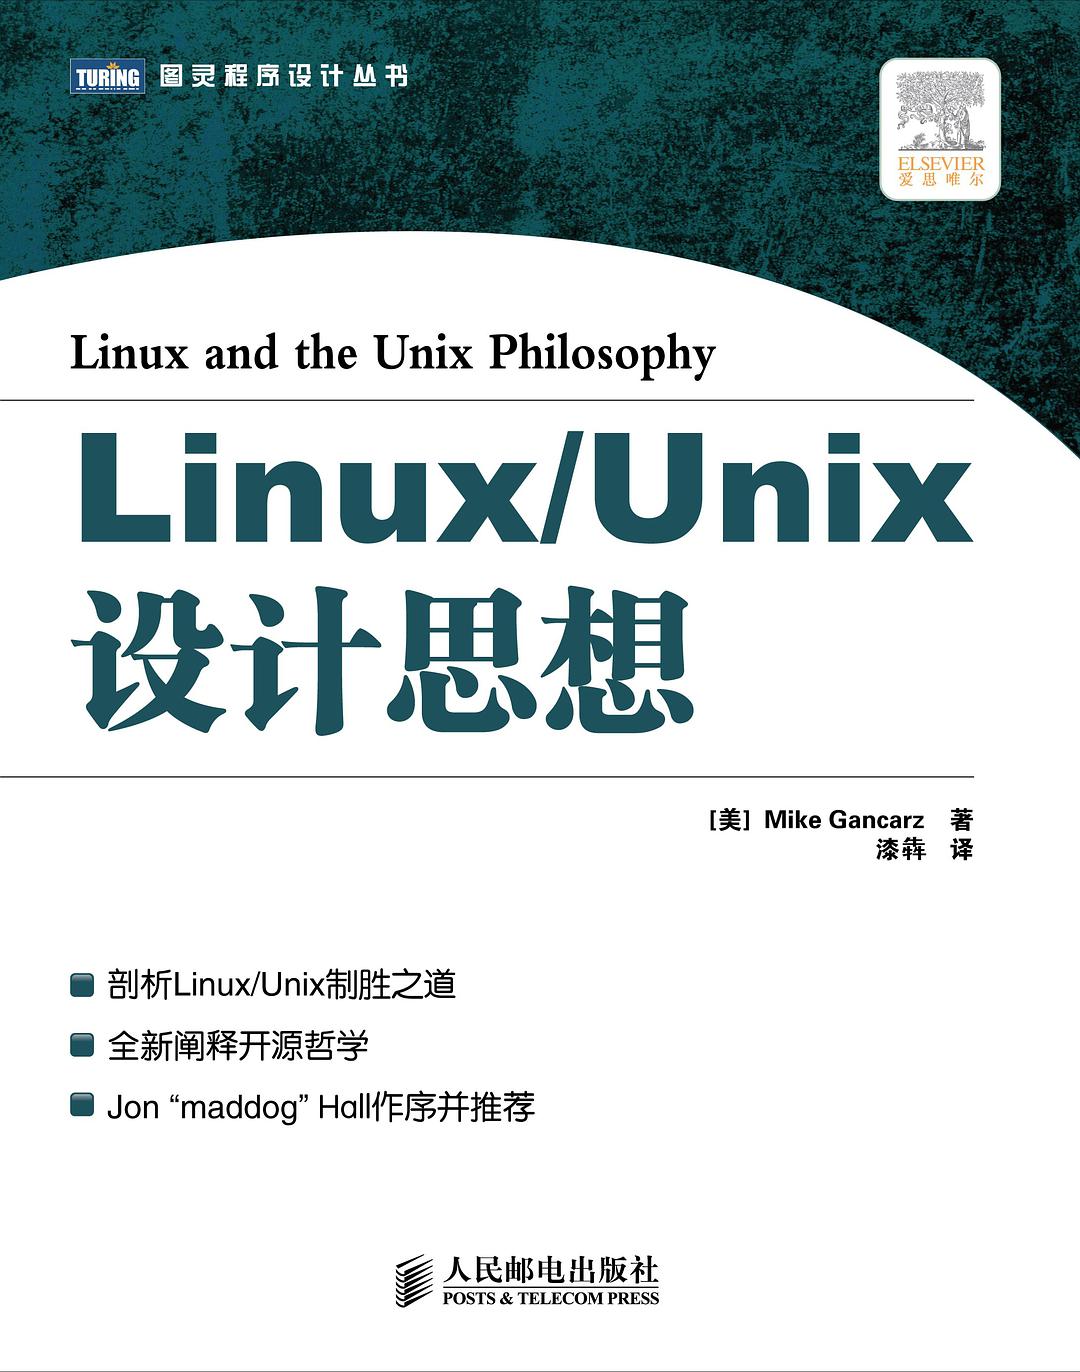 TURING 图灵程序设计丛书
ELSEVIER
爱思唯尔
Linux and the Unix Philosophy
Linux/Unix
设计思想
[美] Mike Gancarz 著
漆犇 译
剖析Linux/Unix制胜之道
全新阐释开源哲学
Jon “maddog” Hall作序并推荐
人民邮电出版社
POSTS & TELECOM PRESS